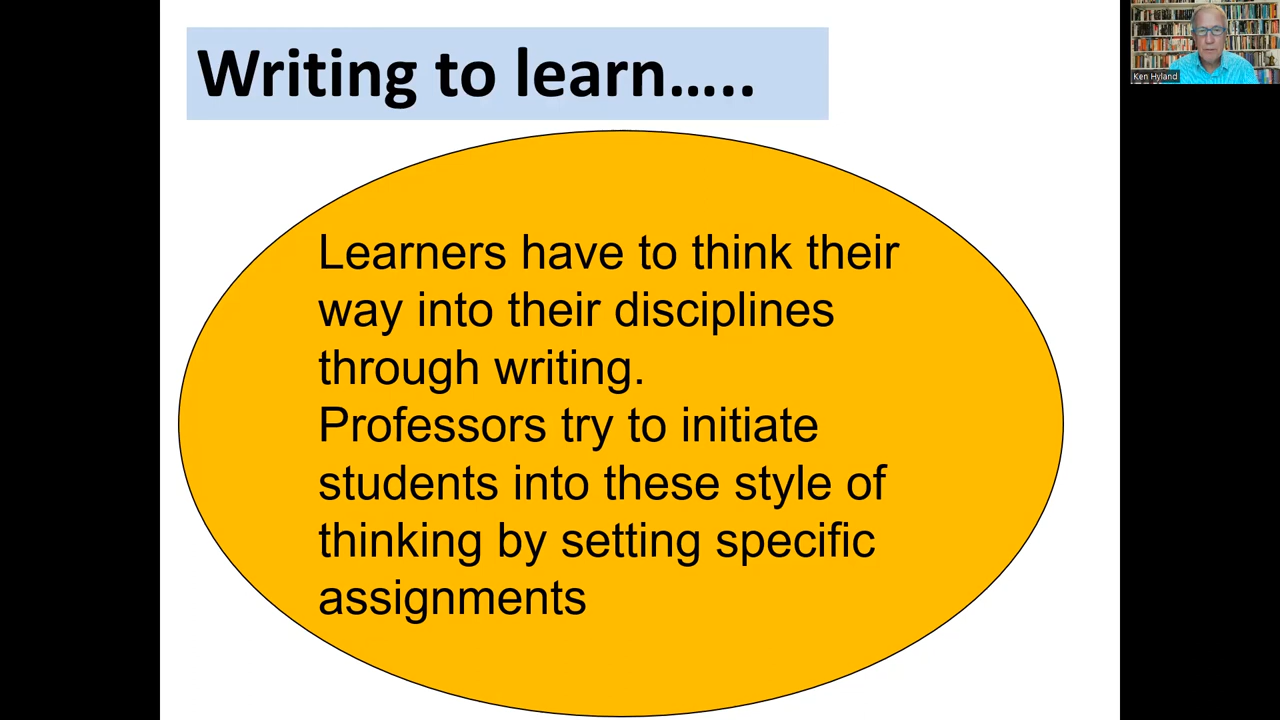 Writing to learn.....
Ken Hyland
Learners have to think their
way into their disciplines
through writing.
Professors try to initiate
students into these style of
thinking by setting specific
assignments